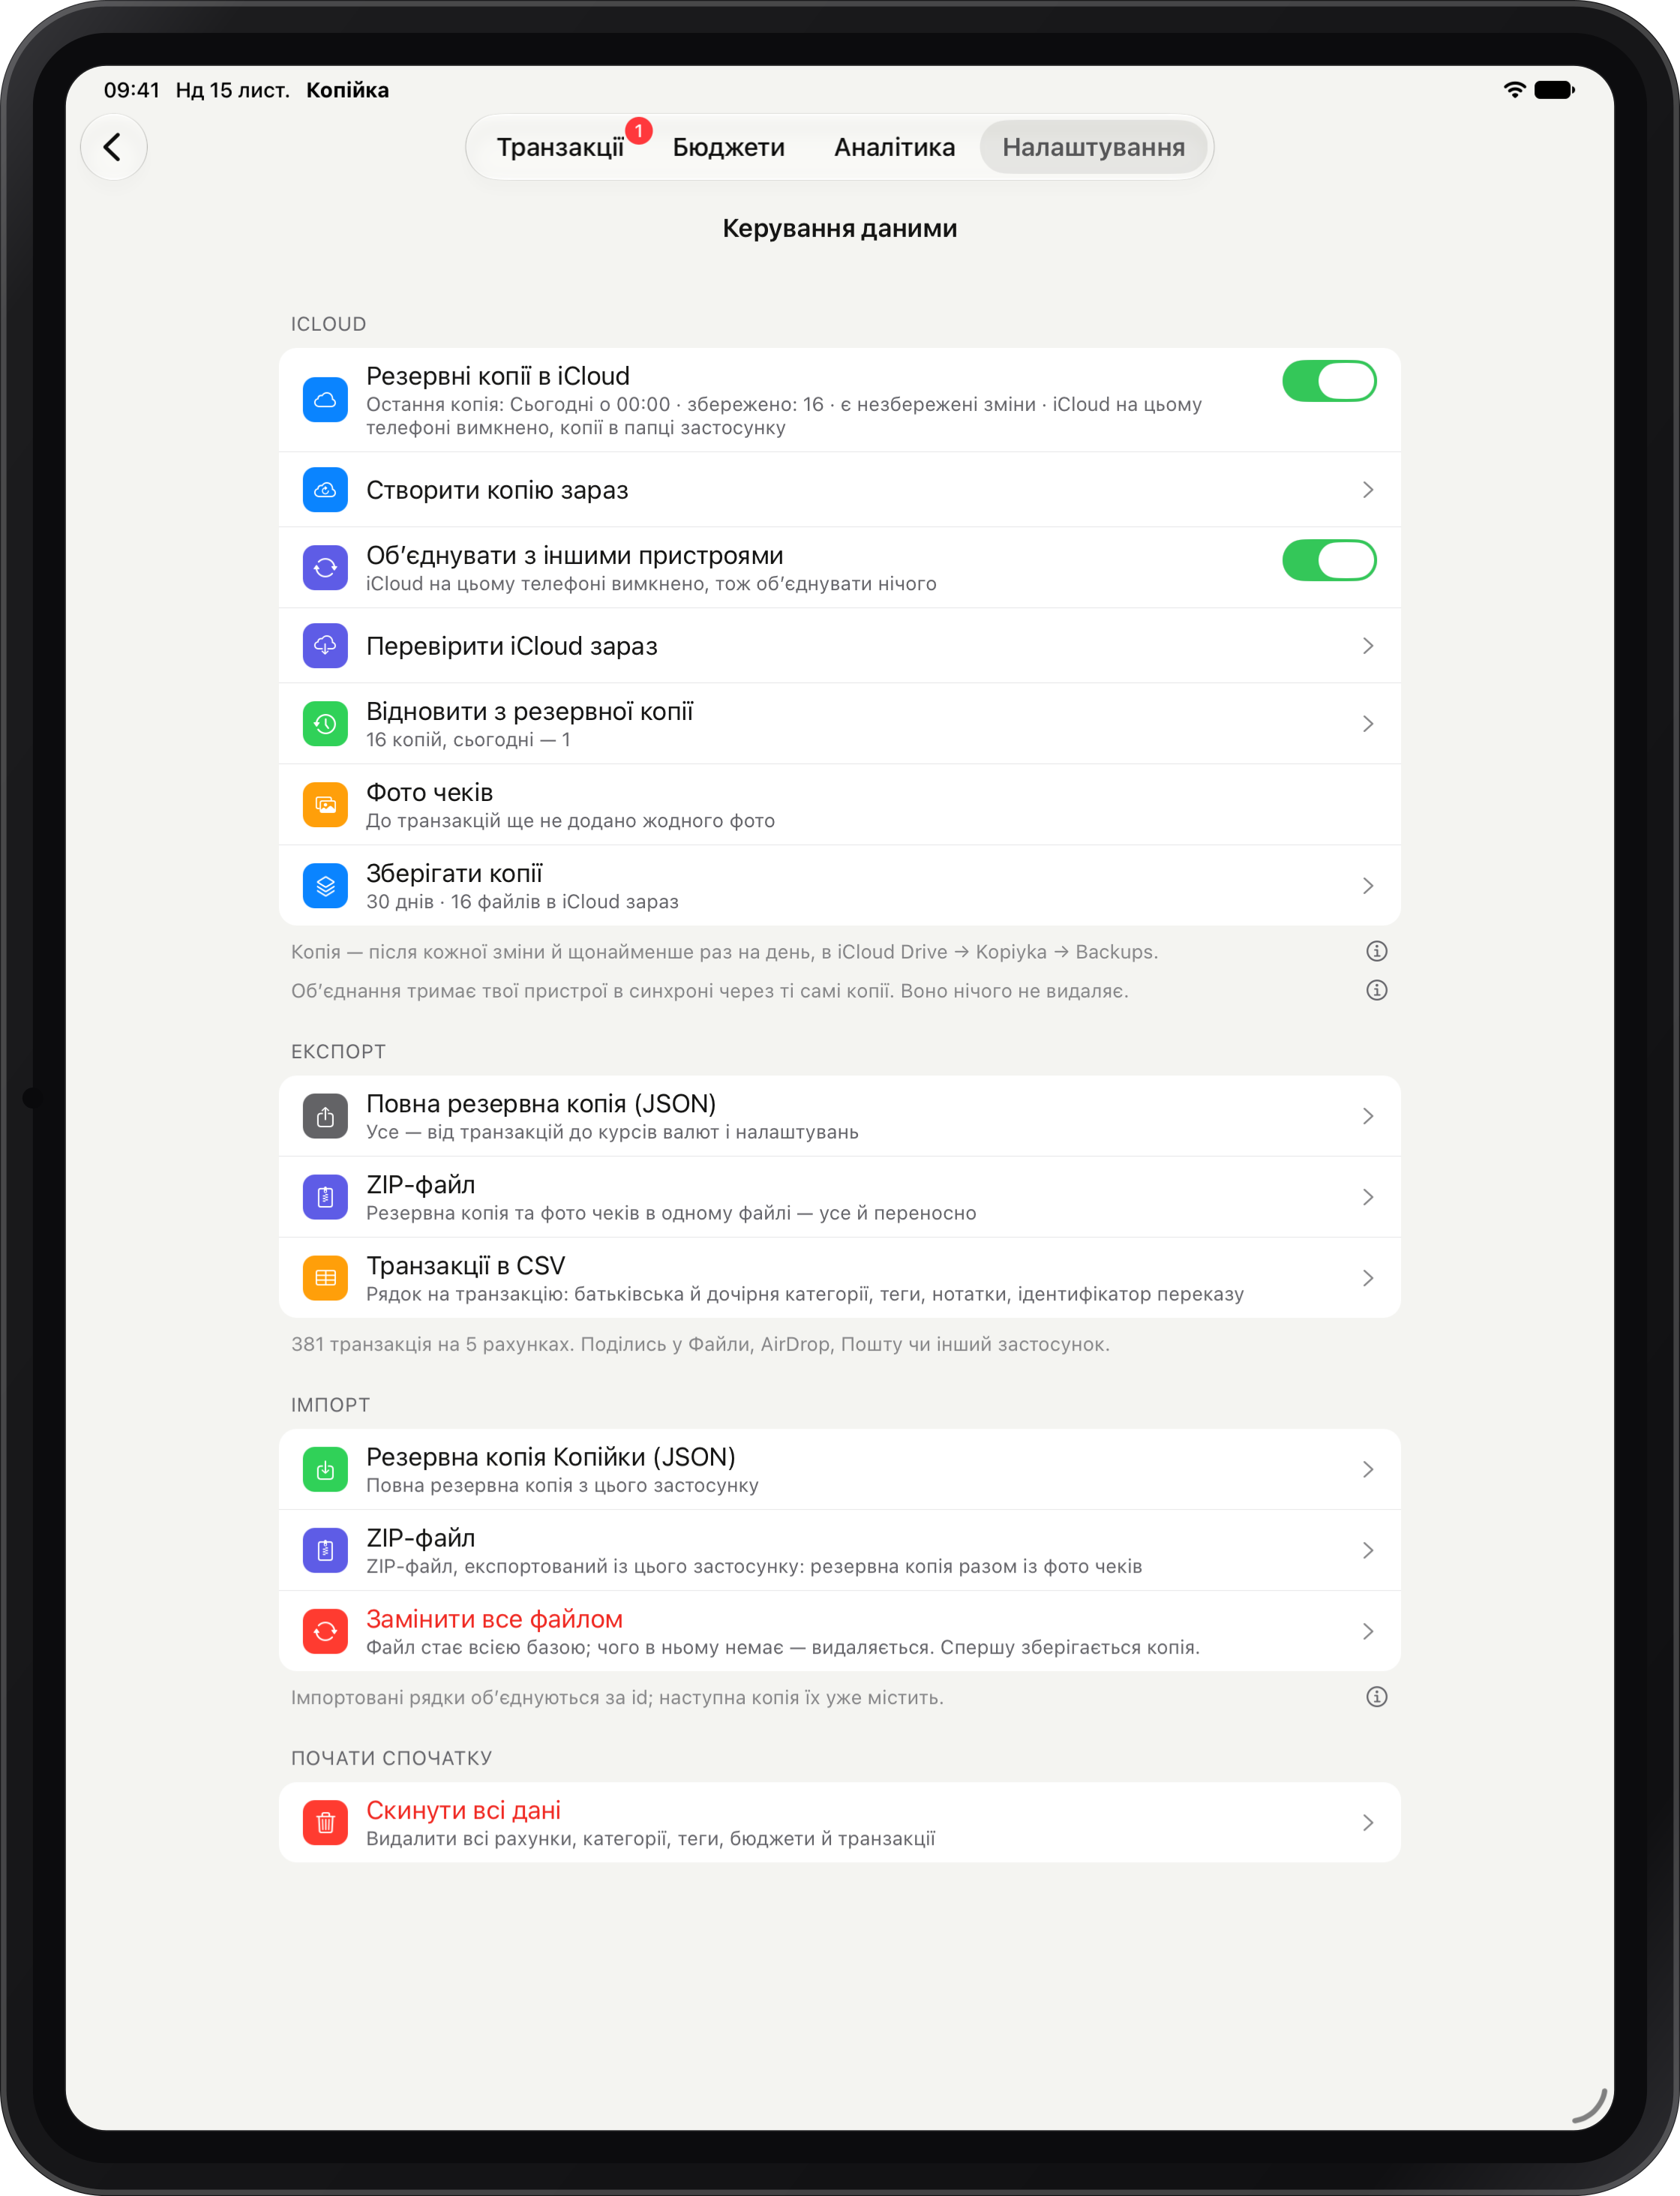 09:41 Нд 15 лист. Копійка
Транзакції 1 Бюджети Аналітика Налаштування
Керування даними
ICLOUD
Резервні копії в iCloud
Остання копія: Сьогодні о 00:00 · збережено: 16 · є незбережені зміни · iCloud на цьому
телефоні вимкнено, копії в папці застосунку
Створити копію зараз
Об’єднувати з іншими пристроями
iCloud на цьому телефоні вимкнено, тож об’єднувати нічого
Перевірити iCloud зараз
Відновити з резервної копії
16 копій, сьогодні — 1
Фото чеків
До транзакцій ще не додано жодного фото
Зберігати копії
30 днів · 16 файлів в iCloud зараз
Копія — після кожної зміни й щонайменше раз на день, в iCloud Drive → Kopiyka → Backups.
Об’єднання тримає твої пристрої в синхроні через ті самі копії. Воно нічого не видаляє.
ЕКСПОРТ
Повна резервна копія (JSON)
Усе — від транзакцій до курсів валют і налаштувань
ZIP-файл
Резервна копія та фото чеків в одному файлі — усе й переносно
Транзакції в CSV
Рядок на транзакцію: батьківська й дочірня категорії, теги, нотатки, ідентифікатор переказу
381 транзакція на 5 рахунках. Поділись у Файли, AirDrop, Пошту чи інший застосунок.
ІМПОРТ
Резервна копія Копійки (JSON)
Повна резервна копія з цього застосунку
ZIP-файл
ZIP-файл, експортований із цього застосунку: резервна копія разом із фото чеків
Замінити все файлом
Файл стає всією базою; чого в ньому немає — видаляється. Спершу зберігається копія.
Імпортовані рядки об’єднуються за id; наступна копія їх уже містить.
ПОЧАТИ СПОЧАТКУ
Скинути всі дані
Видалити всі рахунки, категорії, теги, бюджети й транзакції